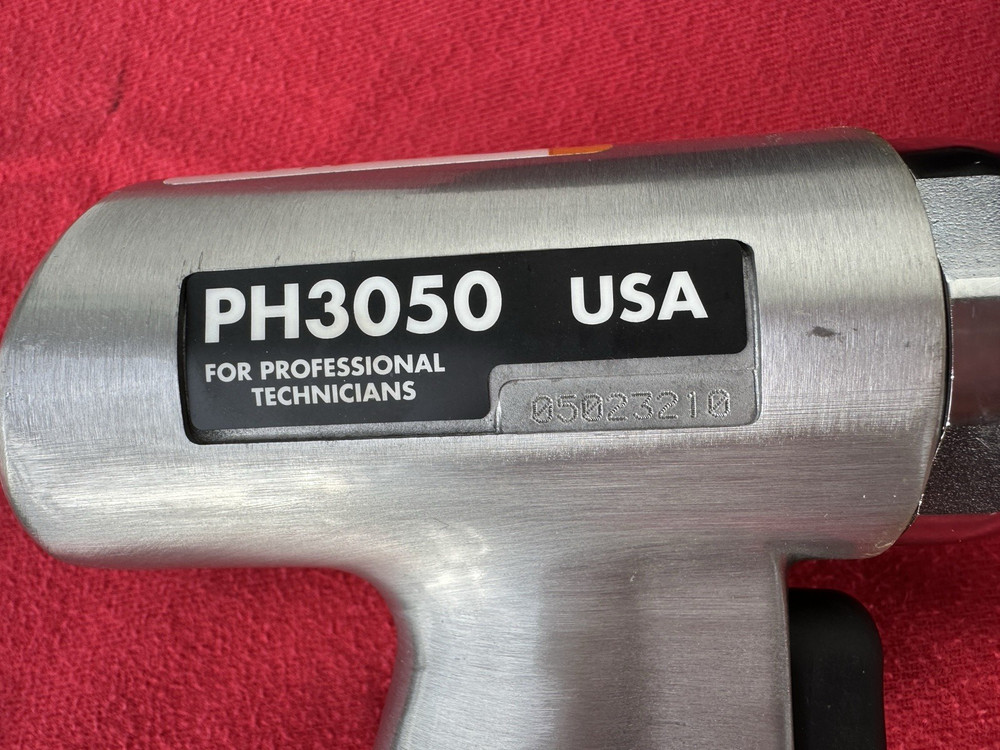 PH3050 USA
FOR PROFESSIONAL
TECHNICIANS
05023210